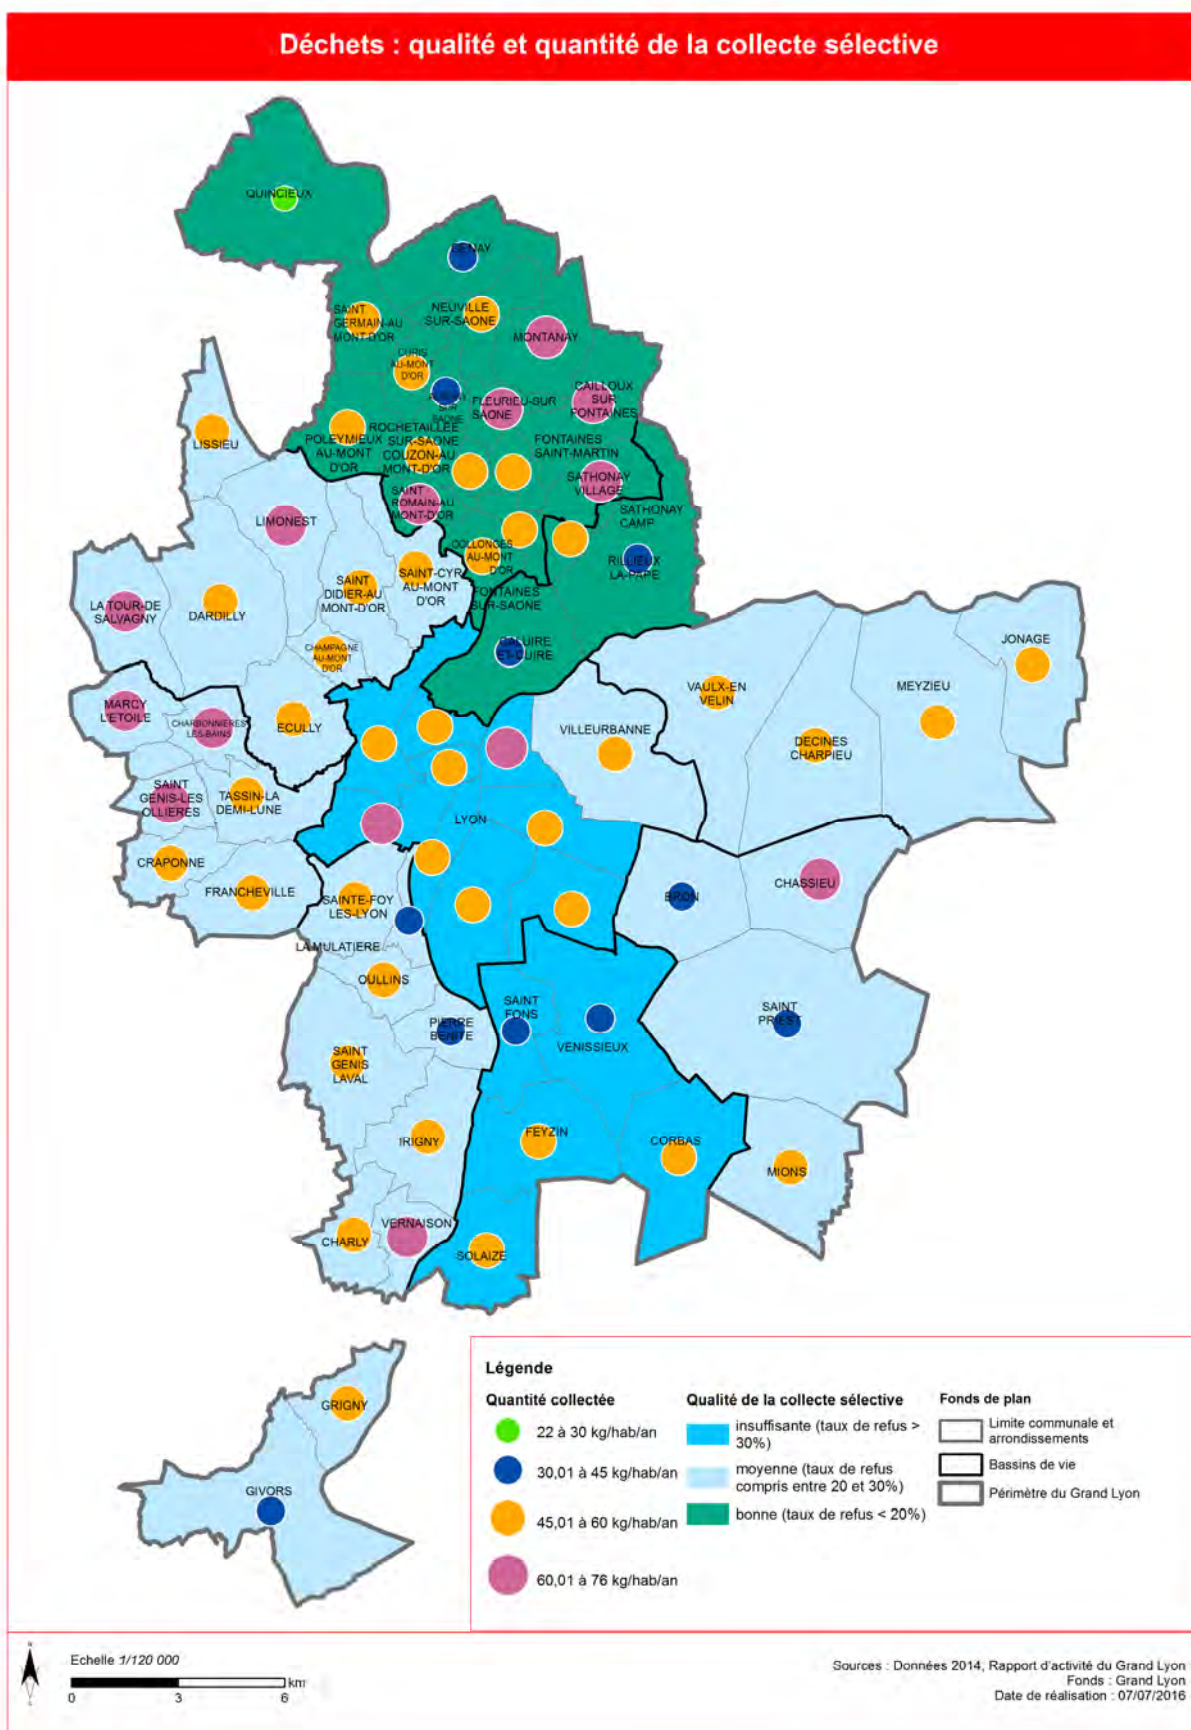 Déchets : qualité et quantité de la collecte sélective
QUINCIEUX
GENAY
SAINT
GERMAIN-AU
MONT-D'OR
NEUVILLE
SUR-SAONE
MONTANAY
CURIS
AU-MONT
D'OR
SUR
SAONE
FLEURIEU-SUR
SAONE
CAILLOUX
SUR
FONTAINES
LISSIEU
POLEYMIEUX
AU-MONT
D'OR
ROCHETAILLEE
SUR-SAONE
COUZON-AU
MONT-D'OR
FONTAINES
SAINT-MARTIN
SATHONAY
VILLAGE
SAINT
ROMAIN-AU
MONT-D'OR
SATHONAY
CAMP
LIMONEST
COLLONGES
AU-MONT
D'OR
RILLIEUX
LA-PAPE
SAINT-CYR
AU-MONT
D'OR
SAINT
DIDIER-AU
MONT-D'OR
FONTAINES
SUR-SAONE
LA TOUR-DE
SALVAGNY
DARDILLY
CHAMPAGNE
AU-MONT
D'OR
CALUIRE
ET-CUIRE
JONAGE
VAULX-EN
VELIN
MEYZIEU
MARCY
L'ETOILE
CHARBONNIERES
LES-BAINS
ECULLY
VILLEURBANNE
DECINES
CHARPIEU
SAINT
GENIS-LES
OLLIERES
TASSIN-LA
DEMI-LUNE
LYON
CRAPONNE
FRANCHEVILLE
SAINTE-FOY
LES-LYON
BRON
CHASSIEU
LA MULATIERE
OULLINS
SAINT
FONS
SAINT
PRIEST
PIERRE
BENITE
VENISSIEUX
SAINT
GENIS
LAVAL
IRIGNY
FEYZIN
CORBAS
MIONS
CHARLY
VERNAISON
SOLAIZE
GRIGNY
GIVORS
Légende
Quantité collectée
22 à 30 kg/hab/an
30,01 à 45 kg/hab/an
45,01 à 60 kg/hab/an
60,01 à 76 kg/hab/an
Qualité de la collecte sélective
insuffisante (taux de refus >
30%)
moyenne (taux de refus
compris entre 20 et 30%)
bonne (taux de refus < 20%)
Fonds de plan
Limite communale et
arrondissements
Bassins de vie
Périmètre du Grand Lyon
Echelle 1/120 000
km
0 3 6
Sources : Données 2014, Rapport d'activité du Grand Lyon
Fonds : Grand Lyon
Date de réalisation : 07/07/2016